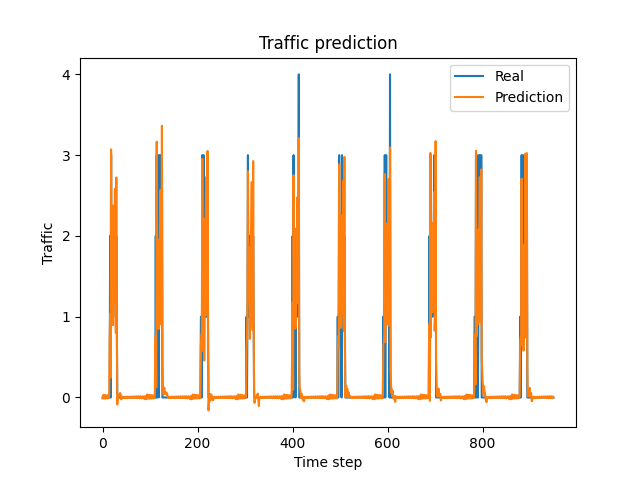 Traffic prediction
Real
Prediction
4
3
2
1
0
Traffic
0 200 400 600 800
Time step